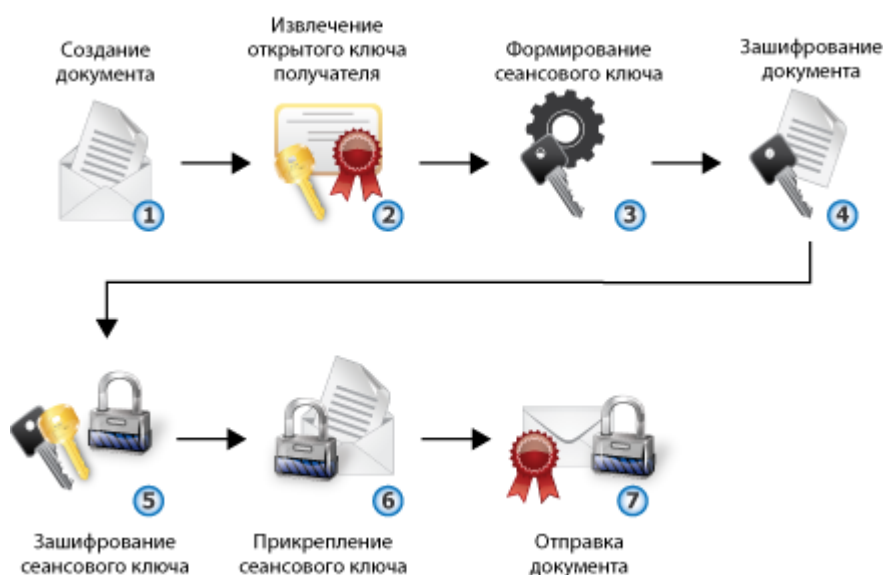 Создание
документа
1
Извлечение
открытого ключа
получателя
2
Формирование
сеансового ключа
3
Зашифрование
документа
4
5
Зашифрование
сеансового ключа
6
Прикрепление
сеансового ключа
7
Отправка
документа